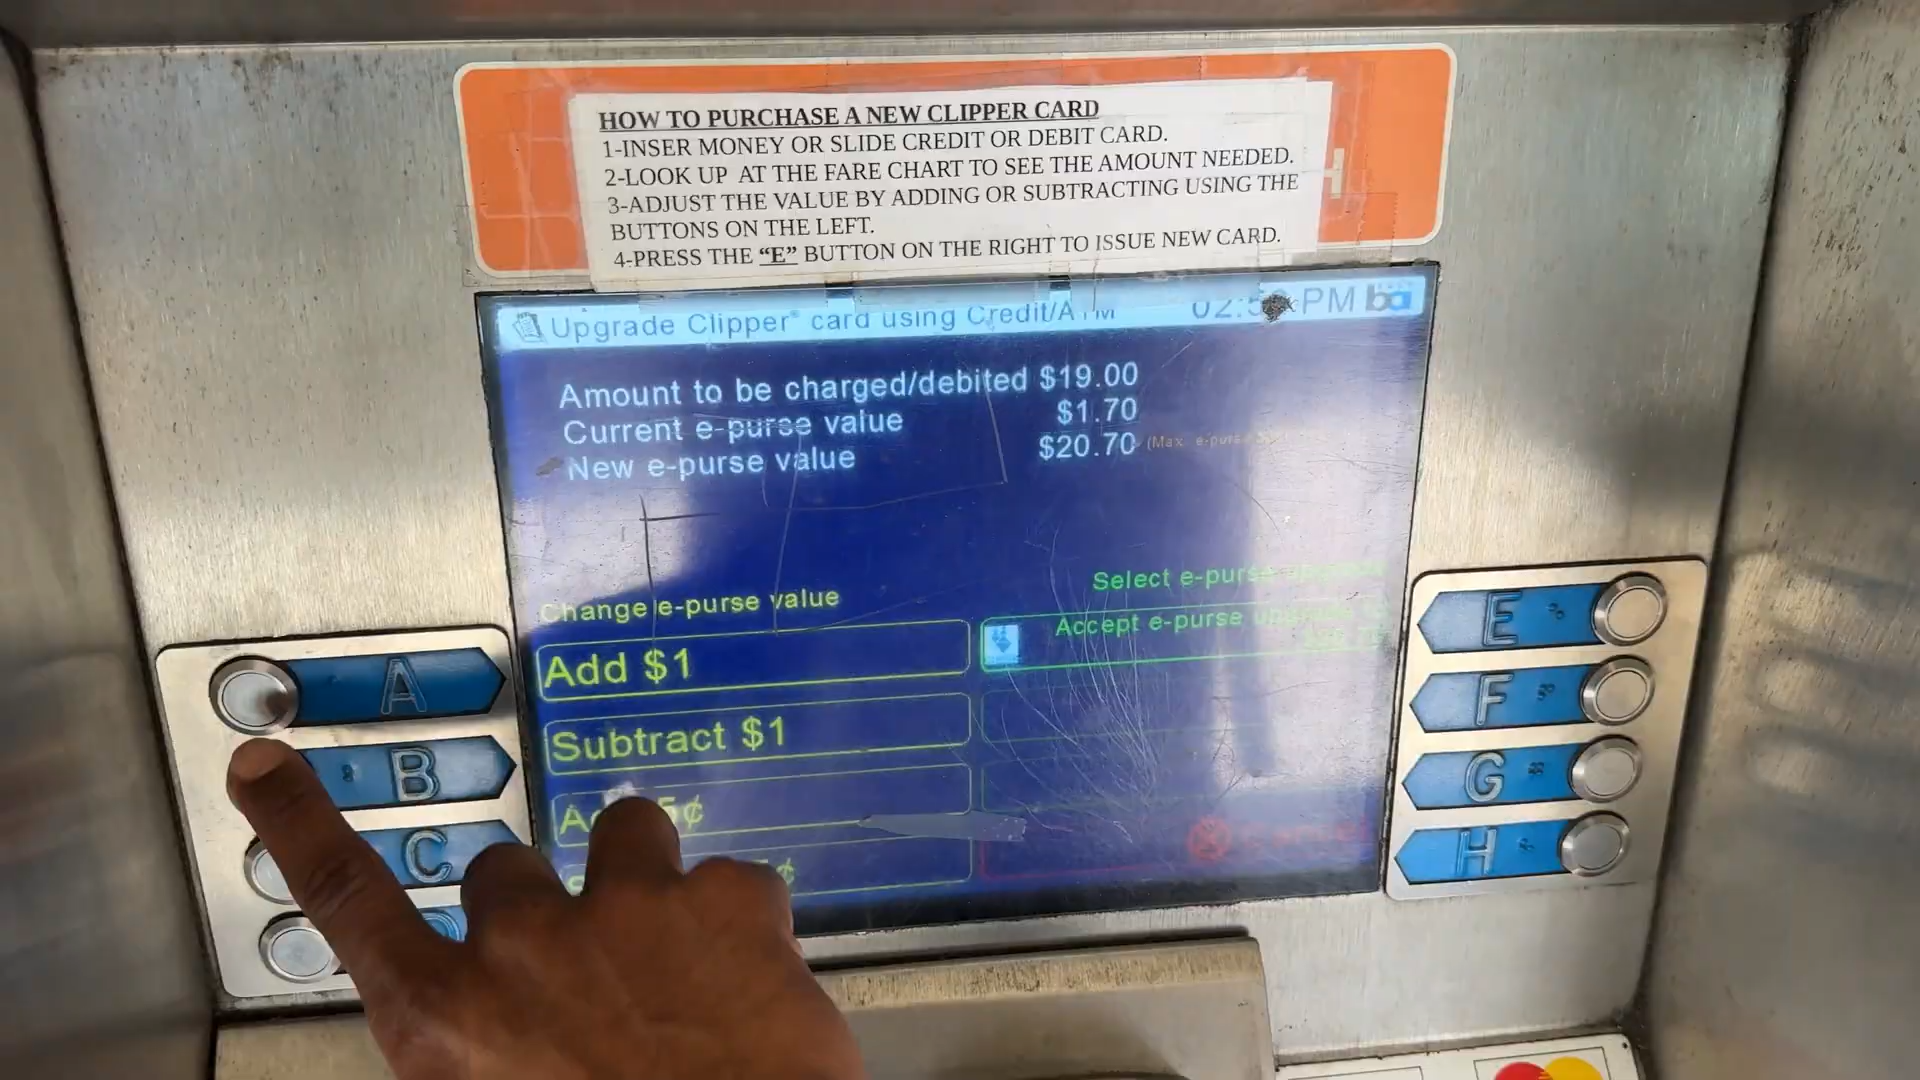 HOW TO PURCHASE A NEW CLIPPER CARD
1-INSER MONEY OR SLIDE CREDIT OR DEBIT CARD.
2-LOOK UP AT THE FARE CHART TO SEE THE AMOUNT NEEDED.
3-ADJUST THE VALUE BY ADDING OR SUBTRACTING USING THE
BUTTONS ON THE LEFT.
4-PRESS THE "E" BUTTON ON THE RIGHT TO ISSUE NEW CARD.
H
Upgrade Clipper® card using Credit/ATM
PM ba
Amount to be charged/debited $19.00
Current e-purse value $1.70
New e-purse value $20.70 (Max. e-purse
Change e-purse value
Select e-purse
Add $1
Accept e-purse
Subtract $1
5¢
Cancel
¢
A
B
C
E
F
G
H